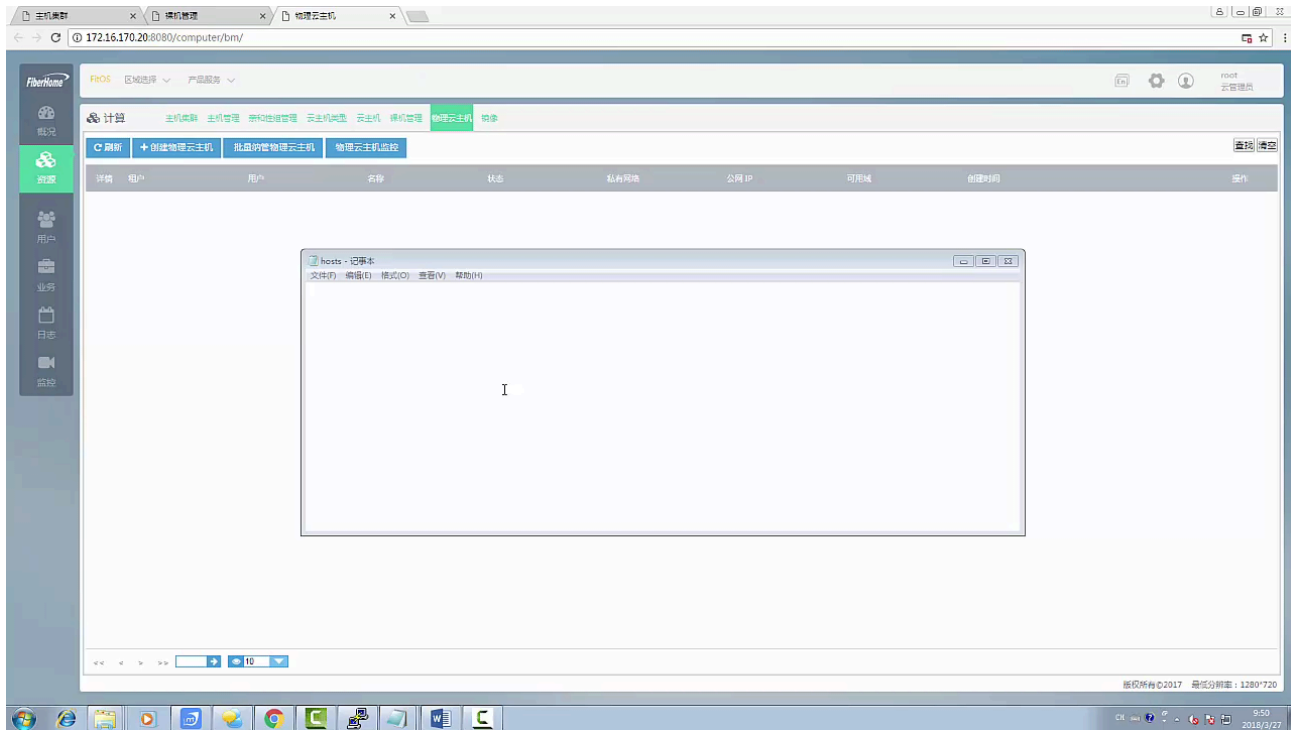 主机类群
裸机管理
物理云主机
172.16.170.20:8080/computer/bm/
FiberHome
FitOS 区域选择 产品服务
root
云管理员
概况
资源
用户
业务
日志
监控
计算 主机集群 主机管理 亲和性组管理 云主机类型 云主机 裸机管理 物理云主机 镜像
刷新 +创建物理云主机 批量纳管物理云主机 物理云主机监控
查找 清空
详情 租户 用户 名称 状态 私有网络 公网 IP 可用域 创建时间 操作
hosts - 记事本
文件(F) 编辑(E) 格式(O) 查看(V) 帮助(H)
<< < > >> 10
版权所有©2017 最低分辨率：1280*720
CH
9:50
2018/3/27